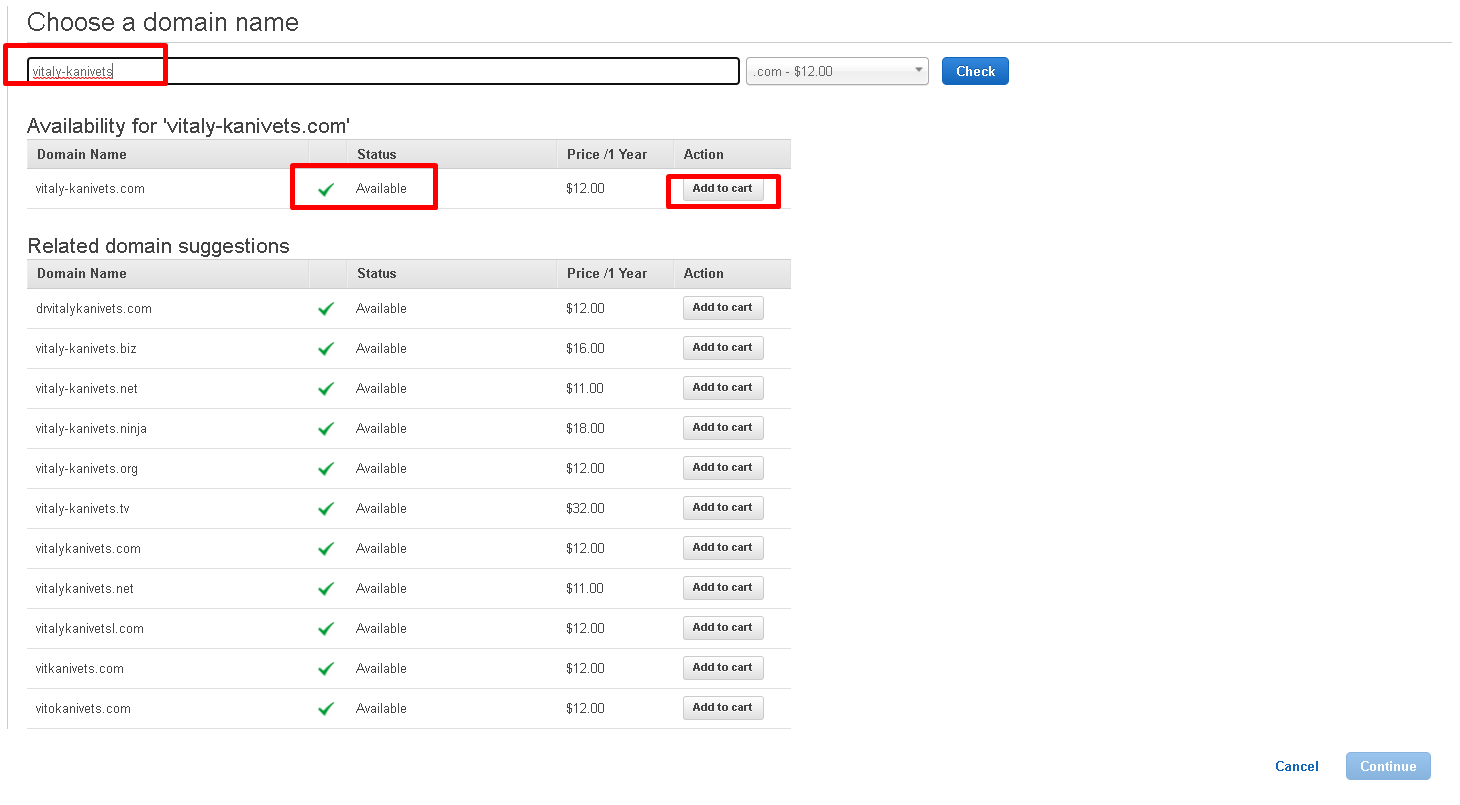 Choose a domain name
vitaly-kanivets .com - $12.00 Check
Availability for 'vitaly-kanivets.com'
Domain Name Status Price /1 Year Action
vitaly-kanivets.com Available $12.00 Add to cart
Related domain suggestions
Domain Name Status Price /1 Year Action
drvitalykanivets.com Available $12.00 Add to cart
vitaly-kanivets.biz Available $16.00 Add to cart
vitaly-kanivets.net Available $11.00 Add to cart
vitaly-kanivets.ninja Available $18.00 Add to cart
vitaly-kanivets.org Available $12.00 Add to cart
vitaly-kanivets.tv Available $32.00 Add to cart
vitalykanivets.com Available $12.00 Add to cart
vitalykanivets.net Available $11.00 Add to cart
vitalykanivetsl.com Available $12.00 Add to cart
vitkanivets.com Available $12.00 Add to cart
vitokanivets.com Available $12.00 Add to cart
Cancel Continue